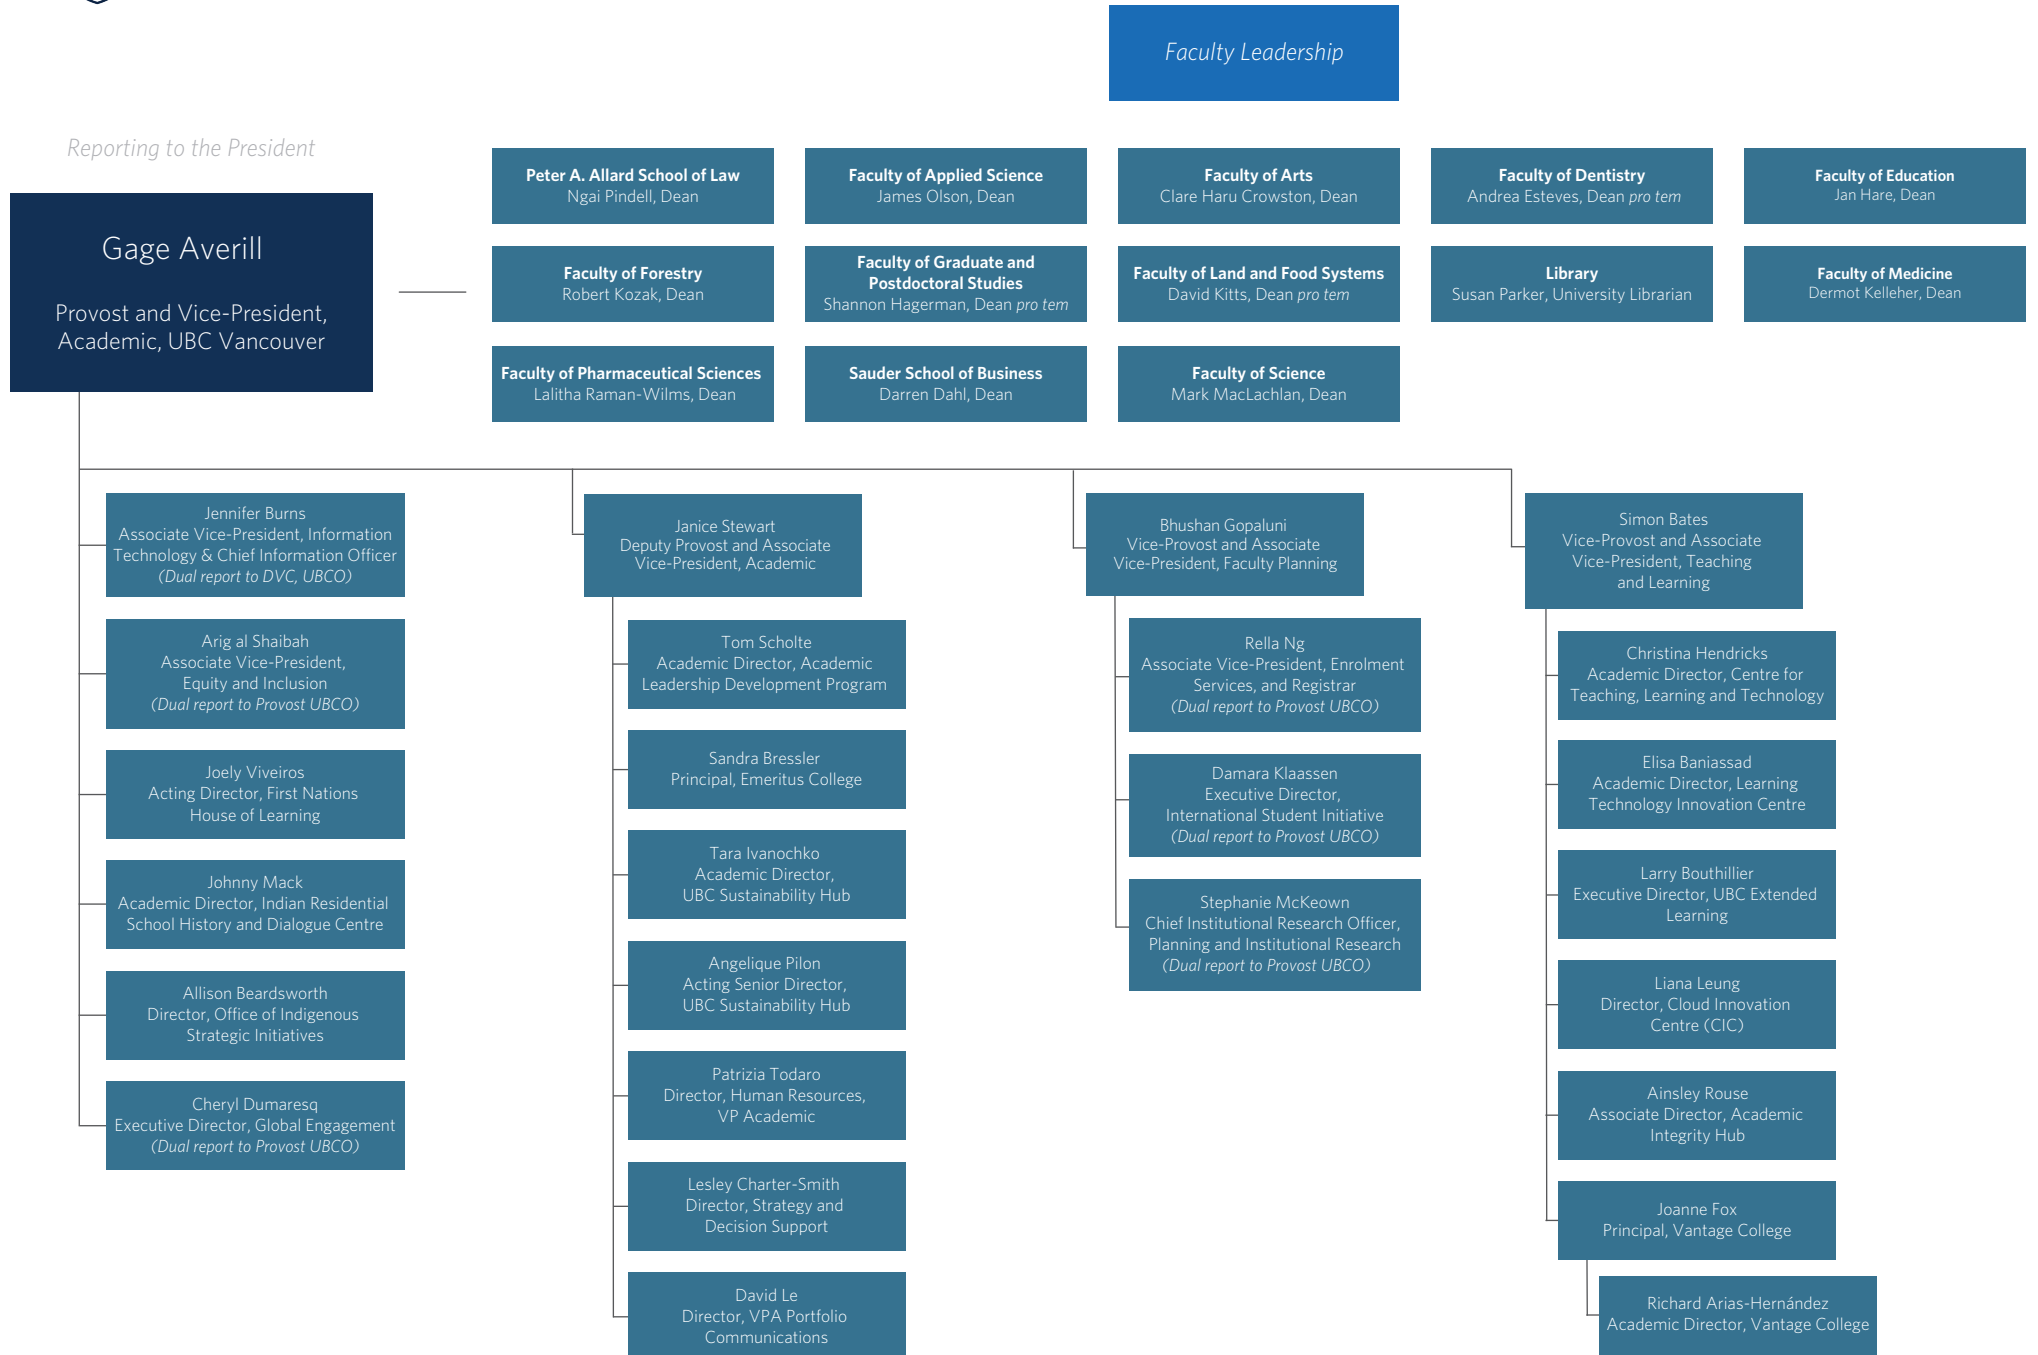 Faculty Leadership
Reporting to the President
Gage Averill
Provost and Vice-President,
Academic, UBC Vancouver
Peter A. Allard School of Law
Ngai Pindell, Dean
Faculty of Applied Science
James Olson, Dean
Faculty of Arts
Clare Haru Crowston, Dean
Faculty of Dentistry
Andrea Esteves, Dean pro tem
Faculty of Education
Jan Hare, Dean
Faculty of Forestry
Robert Kozak, Dean
Faculty of Graduate and
Postdoctoral Studies
Shannon Hagerman, Dean pro tem
Faculty of Land and Food Systems
David Kitts, Dean pro tem
Library
Susan Parker, University Librarian
Faculty of Medicine
Dermot Kelleher, Dean
Faculty of Pharmaceutical Sciences
Lalitha Raman-Wilms, Dean
Sauder School of Business
Darren Dahl, Dean
Faculty of Science
Mark MacLachlan, Dean
Jennifer Burns
Associate Vice-President, Information
Technology & Chief Information Officer
(Dual report to DVC, UBCO)
Arig al Shaibah
Associate Vice-President,
Equity and Inclusion
(Dual report to Provost UBCO)
Joely Viveiros
Acting Director, First Nations
House of Learning
Johnny Mack
Academic Director, Indian Residential
School History and Dialogue Centre
Allison Beardsworth
Director, Office of Indigenous
Strategic Initiatives
Cheryl Dumaresq
Executive Director, Global Engagement
(Dual report to Provost UBCO)
Janice Stewart
Deputy Provost and Associate
Vice-President, Academic
Tom Scholte
Academic Director, Academic
Leadership Development Program
Sandra Bressler
Principal, Emeritus College
Tara Ivanochko
Academic Director,
UBC Sustainability Hub
Angelique Pilon
Acting Senior Director,
UBC Sustainability Hub
Patrizia Todaro
Director, Human Resources,
VP Academic
Lesley Charter-Smith
Director, Strategy and
Decision Support
David Le
Director, VPA Portfolio
Communications
Bhushan Gopaluni
Vice-Provost and Associate
Vice-President, Faculty Planning
Rella Ng
Associate Vice-President, Enrolment
Services, and Registrar
(Dual report to Provost UBCO)
Damara Klaassen
Executive Director,
International Student Initiative
(Dual report to Provost UBCO)
Stephanie McKeown
Chief Institutional Research Officer,
Planning and Institutional Research
(Dual report to Provost UBCO)
Simon Bates
Vice-Provost and Associate
Vice-President, Teaching
and Learning
Christina Hendricks
Academic Director, Centre for
Teaching, Learning and Technology
Elisa Baniassad
Academic Director, Learning
Technology Innovation Centre
Larry Bouthillier
Executive Director, UBC Extended
Learning
Liana Leung
Director, Cloud Innovation
Centre (CIC)
Ainsley Rouse
Associate Director, Academic
Integrity Hub
Joanne Fox
Principal, Vantage College
Richard Arias-Hernández
Academic Director, Vantage College